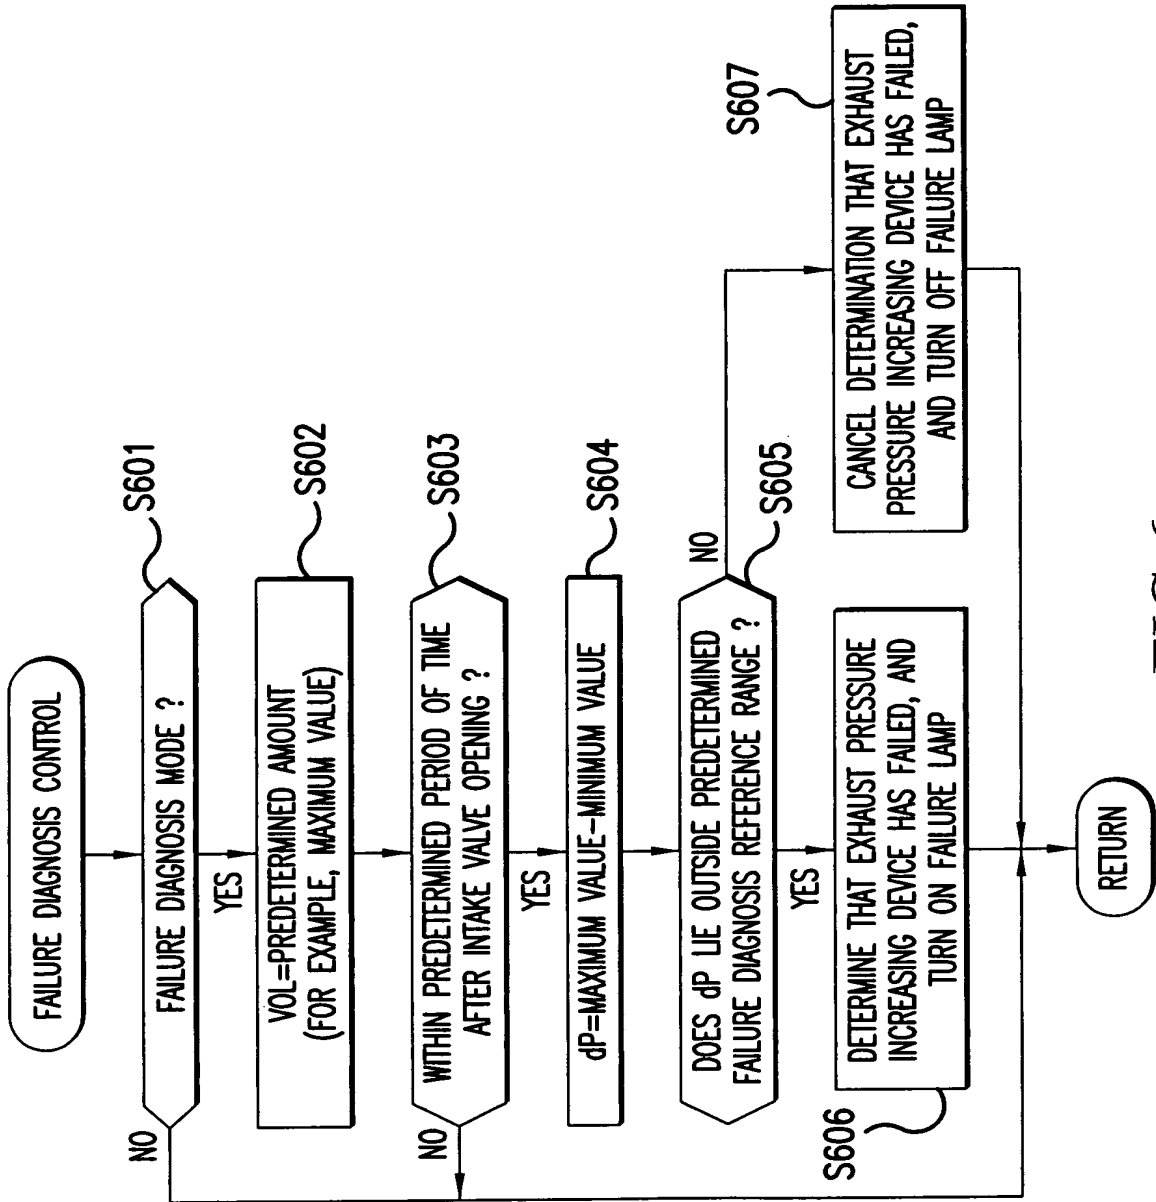 FAILURE DIAGNOSIS CONTROL
FAILURE DIAGNOSIS MODE ?
S601
NO
YES
VOL=PREDETERMINED AMOUNT
(FOR EXAMPLE, MAXIMUM VALUE)
S602
WITHIN PREDETERMINED PERIOD OF TIME
AFTER INTAKE VALVE OPENING ?
S603
NO
YES
dP=MAXIMUM VALUE-MINIMUM VALUE
S604
DOES dP LIE OUTSIDE PREDETERMINED
FAILURE DIAGNOSIS REFERENCE RANGE ?
S605
NO
YES
DETERMINE THAT EXHAUST PRESSURE
INCREASING DEVICE HAS FAILED, AND
TURN ON FAILURE LAMP
S606
CANCEL DETERMINATION THAT EXHAUST
PRESSURE INCREASING DEVICE HAS FAILED,
AND TURN OFF FAILURE LAMP
S607
RETURN